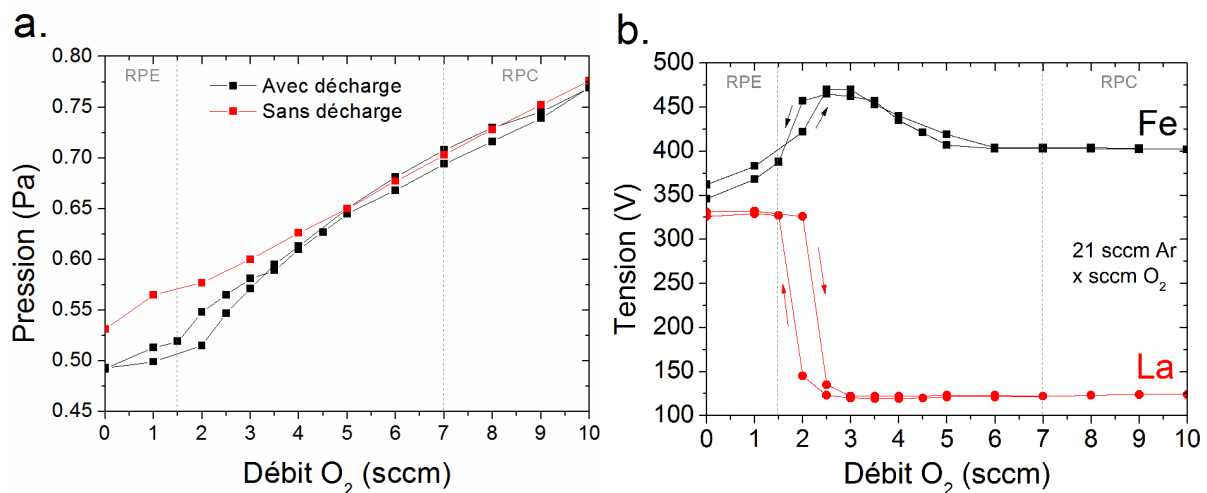 a.
0.80
0.75
0.70
0.65
0.60
0.55
0.50
0.45
Pression (Pa)
RPE
RPC
Avec décharge
Sans décharge
0 1 2 3 4 5 6 7 8 9 10
Débit O2 (sccm)
b.
500
450
400
350
300
250
200
150
100
Tension (V)
RPE
RPC
Fe
21 sccm Ar
x sccm O2
La
0 1 2 3 4 5 6 7 8 9 10
Débit O2 (sccm)